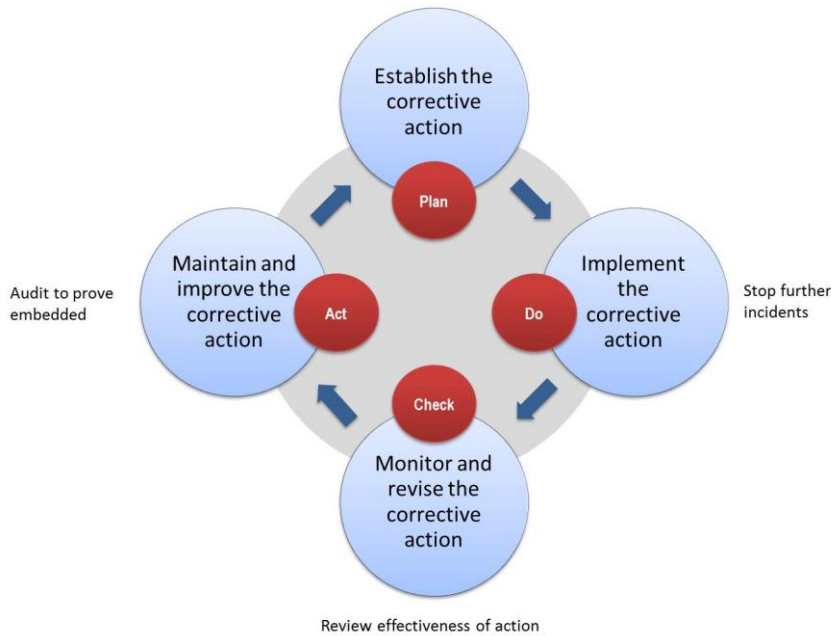 Establish the
corrective
action
Plan
Maintain and
improve the
corrective
action
Act
Audit to prove
embedded
Implement
the
corrective
action
Do
Stop further
incidents
Check
Monitor and
revise the
corrective
action
Review effectiveness of action